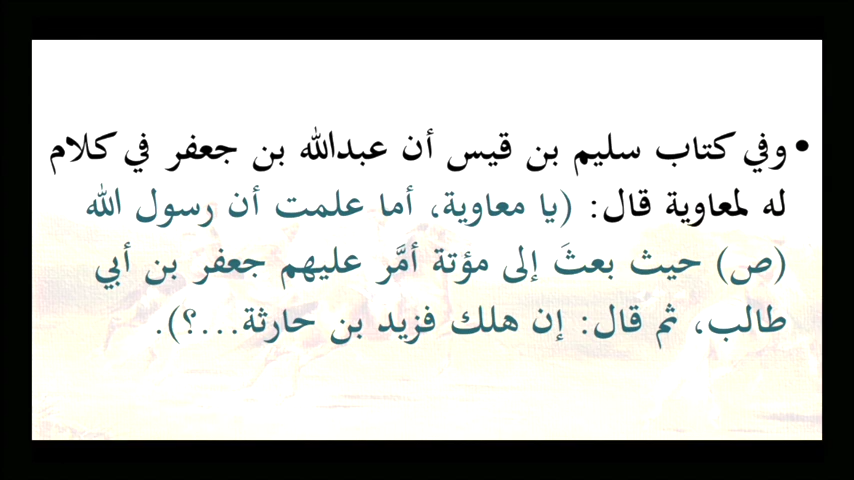 • وفي كتاب سليم بن قيس أن عبدالله بن جعفر في كلام
له لمعاوية قال: (يا معاوية، أما علمت أن رسول الله
(ص) حيث بعثَ إلى مؤتة أمَّر عليهم جعفر بن أبي
طالب، ثم قال: إن هلك فزيد بن حارثة...؟).